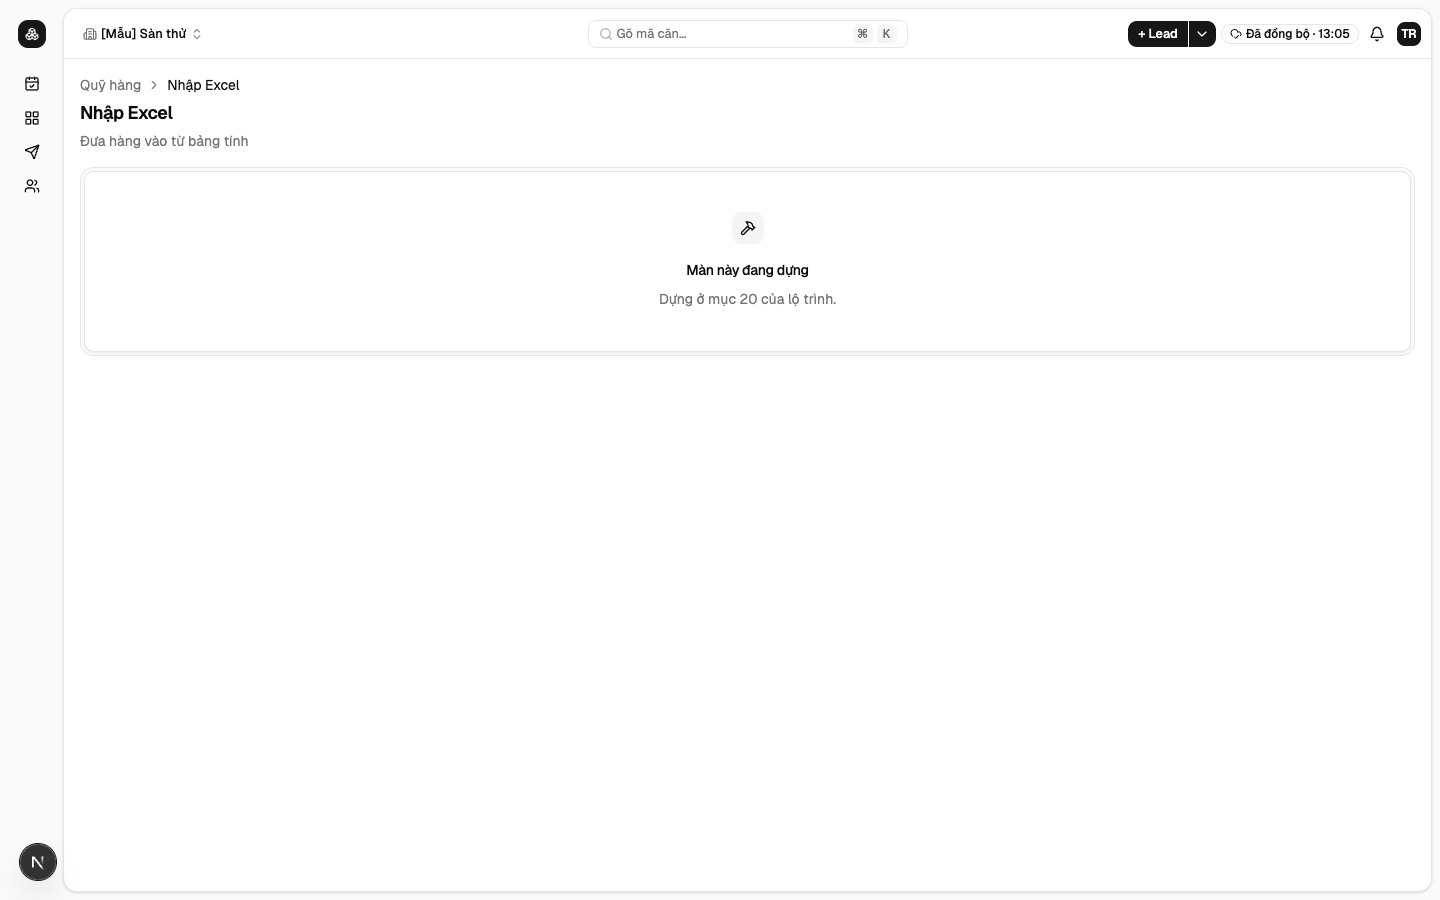 [Mẫu] Sàn thử
Gõ mã căn...
⌘ K
+ Lead
Đã đồng bộ · 13:05
TR
Quỹ hàng > Nhập Excel
Nhập Excel
Đưa hàng vào từ bảng tính
Màn này đang dựng
Dựng ở mục 20 của lộ trình.
N